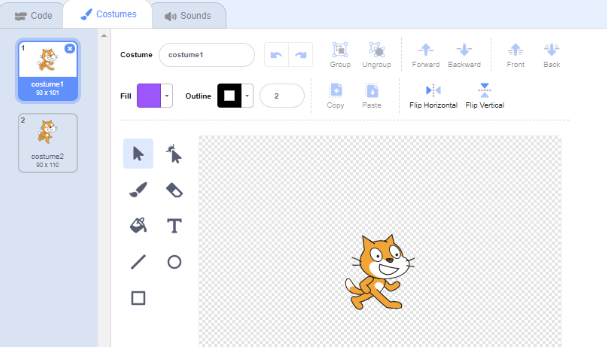 Code
Costumes
Sounds
1
costume1
93 x 101
2
costume2
90 x 110
Costume
costume1
Group
Ungroup
Forward
Backward
Front
Back
Fill
Outline
2
Copy
Paste
Flip Horizontal
Flip Vertical
T